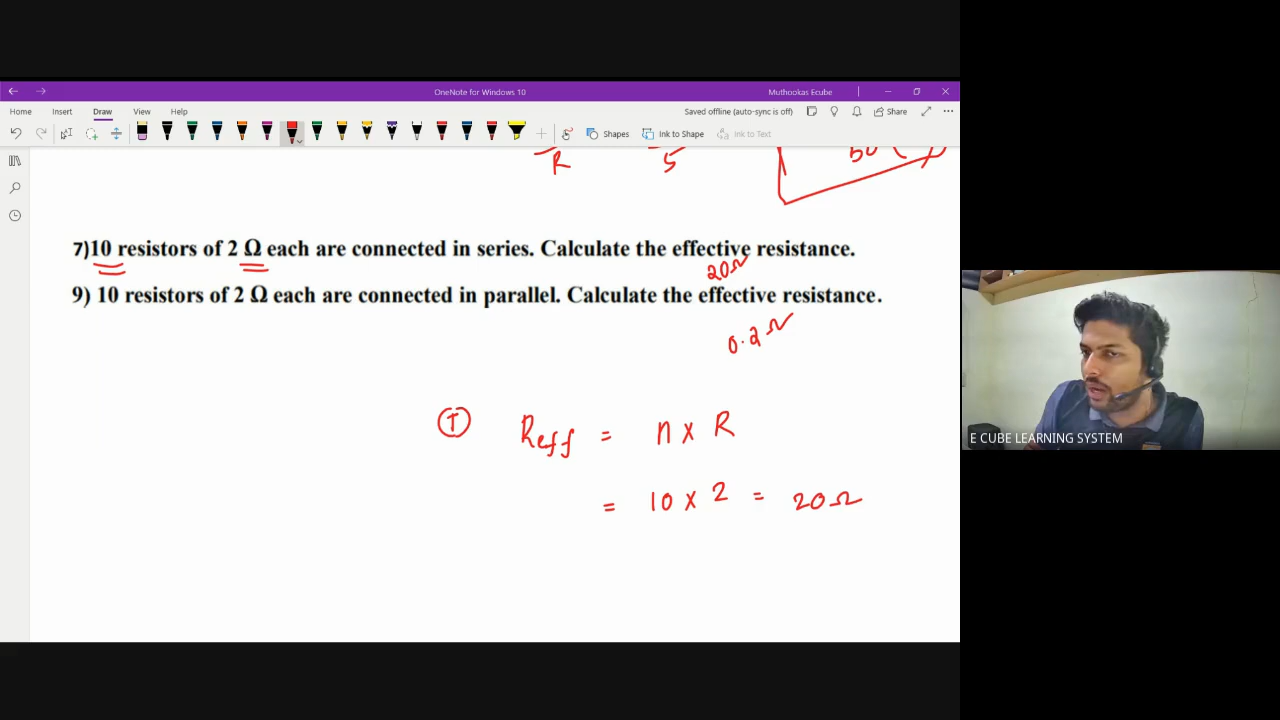 OneNote for Windows 10
Muthookas Ecube
Home Insert Draw View Help
Saved offline (auto-sync is off)
Share
Shapes
Ink to Shape
Ink to Text
R
5
50
7)10 resistors of 2 Ω each are connected in series. Calculate the effective resistance.
20Ω
9) 10 resistors of 2 Ω each are connected in parallel. Calculate the effective resistance.
0.2Ω
Reff = n x R
= 10 x 2 = 20Ω
E CUBE LEARNING SYSTEM